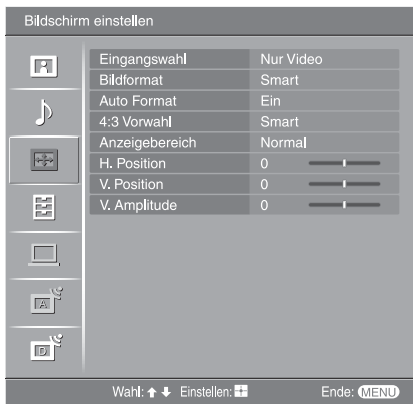 Bildschirm einstellen
Eingangswahl Nur Video
Bildformat Smart
Auto Format Ein
4:3 Vorwahl Smart
Anzeigebereich Normal
H. Position 0
V. Position 0
V. Amplitude 0
A
D
Wahl: Einstellen: Ende: MENU